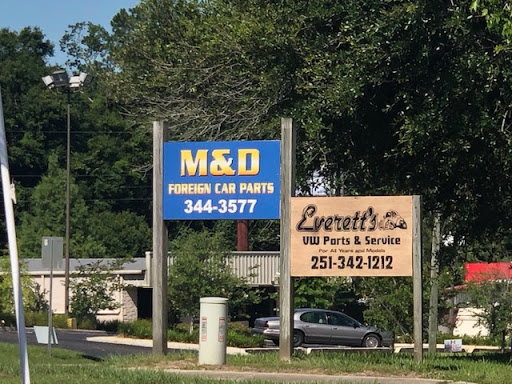 M&D
FOREIGN CAR PARTS
344-3577
Everett's
VW Parts & Service
For All Years and Models
251-342-1212